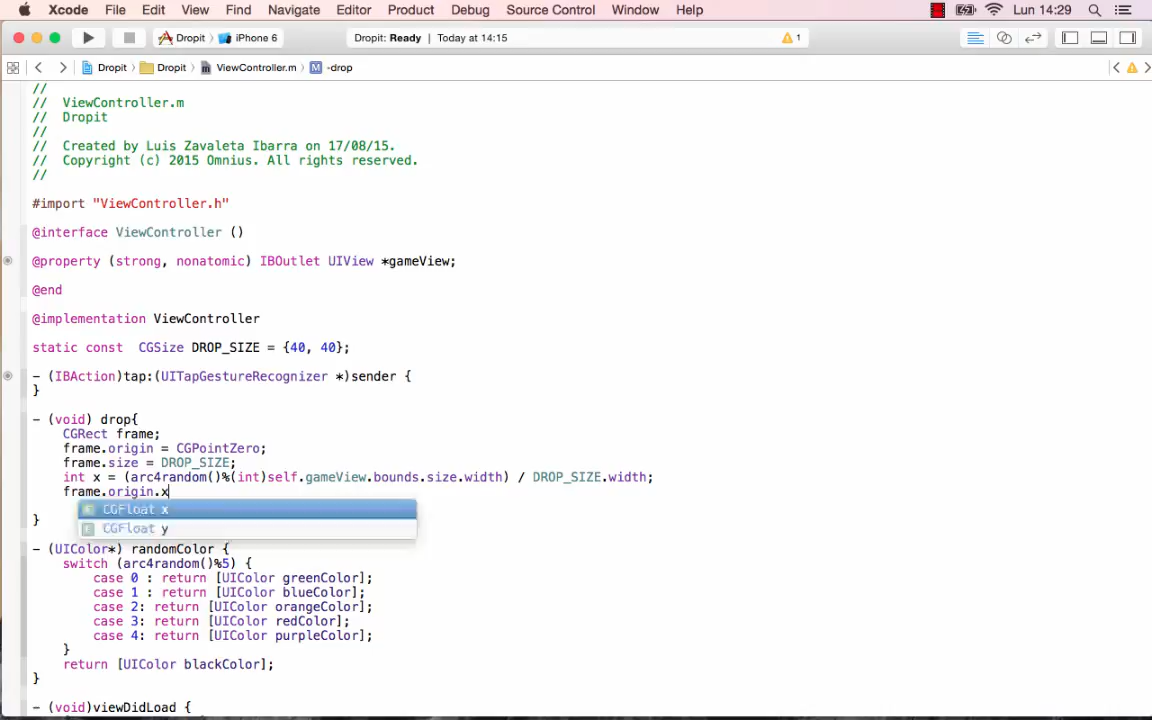 Xcode File Edit View Find Navigate Editor Product Debug Source Control Window Help Lun 14:29
Dropit iPhone 6 Dropit: Ready | Today at 14:15 1
Dropit Dropit ViewController.m M -drop
//
// ViewController.m
// Dropit
//
// Created by Luis Zavaleta Ibarra on 17/08/15.
// Copyright (c) 2015 Omnius. All rights reserved.
//
#import "ViewController.h"
@interface ViewController ()
@property (strong, nonatomic) IBOutlet UIView *gameView;
@end
@implementation ViewController
static const  CGSize DROP_SIZE = {40, 40};
- (IBAction)tap:(UITapGestureRecognizer *)sender {
}
- (void) drop{
CGRect frame;
frame.origin = CGPointZero;
frame.size = DROP_SIZE;
int x = (arc4random()%(int)self.gameView.bounds.size.width) / DROP_SIZE.width;
frame.origin.x
E CGFloat x
E CGFloat y
}
- (UIColor*) randomColor {
switch (arc4random()%5) {
case 0 : return [UIColor greenColor];
case 1 : return [UIColor blueColor];
case 2: return [UIColor orangeColor];
case 3: return [UIColor redColor];
case 4: return [UIColor purpleColor];
}
return [UIColor blackColor];
}
- (void)viewDidLoad {